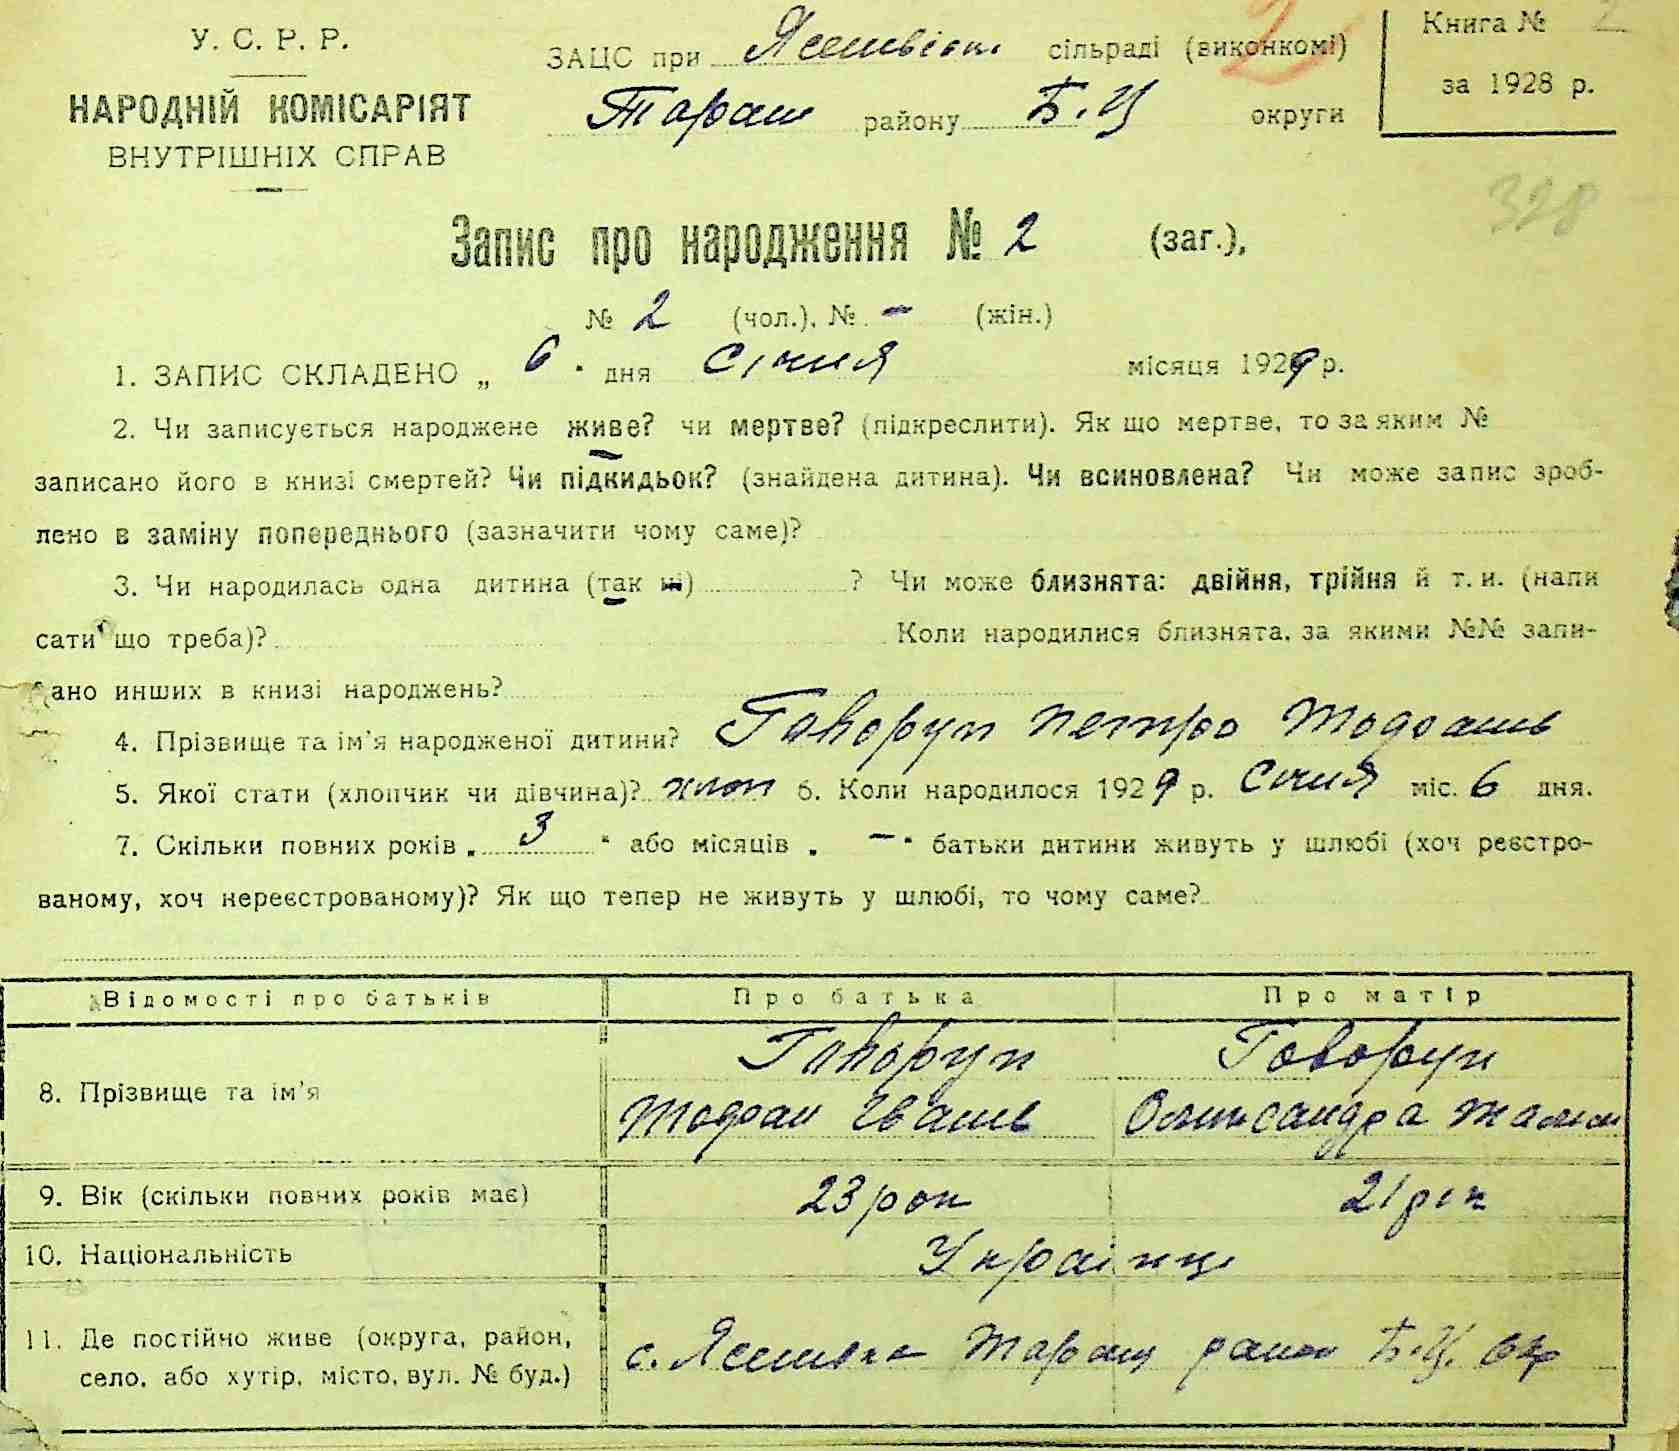 У. С. Р. Р.
НАРОДНІЙ КОМІСАРІЯТ
ВНУТРІШНІХ СПРАВ
ЗАЦС при Ясенівські сільраді (виконкомі)
Тараш району Б.Ц округи
Книга № 2
за 1928 р.
2
328
Запис про народження № 2 (заг.),
№ 2 (чол.), № – (жін.)
1. ЗАПИС СКЛАДЕНО „ 6 " дня Січня місяця 1929 р.
2. Чи записується народжене живе? чи мертве? (підкреслити). Як що мертве, то за яким №
записано його в книзі смертей? Чи підкидьок? (знайдена дитина). Чи всиновлена? Чи може запис зроб-
лено в заміну попереднього (зазначити чому саме)?
3. Чи народилась одна дитина (так ні) ? Чи може близнята: двійня, трійня й т. и. (напи
сати що треба)? Коли народилися близнята, за якими №№ запи-
сано инших в книзі народжень?
4. Прізвище та ім'я народженої дитини? Говорун Петро Тодоань
5. Якої стати (хлопчик чи дівчина)? хлоп 6. Коли народилося 1929 р. Січня міс. 6 дня.
7. Скільки повних років „ 3 " або місяців „ – " батьки дитини живуть у шлюбі (хоч реєстро-
ваному, хоч нереєстрованому)? Як що тепер не живуть у шлюбі, то чому саме?
Відомості про батьків Про батька Про матір
8. Прізвище та ім'я Говорун Говорун
Іванів Олександра
9. Вік (скільки повних років має) 23 рок 21 рік
10. Національність Українці
11. Де постійно живе (округа, район, село, або хутір, місто, вул. № буд.) с. Ясенівка Таращ район Б.Ц. окр